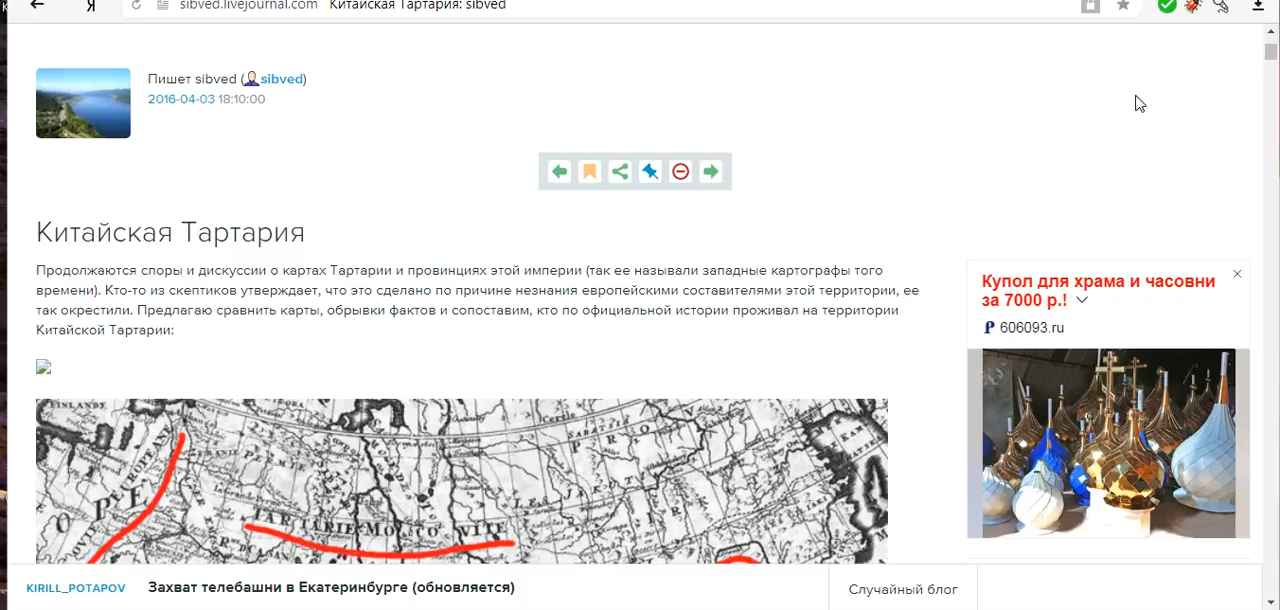 sibved.livejournal.com Китайская Тартария: sibved
Пишет sibved (sibved)
2016-04-03 18:10:00
Китайская Тартария
Продолжаются споры и дискуссии о картах Тартарии и провинциях этой империи (так ее называли западные картографы того
времени). Кто-то из скептиков утверждает, что это сделано по причине незнания европейскими составителями этой территории, ее
так окрестили. Предлагаю сравнить карты, обрывки фактов и сопоставим, кто по официальной истории проживал на территории
Китайской Тартарии:
Купол для храма и часовни
за 7000 р.!
606093.ru
TARTARIE MOSCOVITE
KIRILL_POTAPOV Захват телебашни в Екатеринбурге (обновляется)
Случайный блог